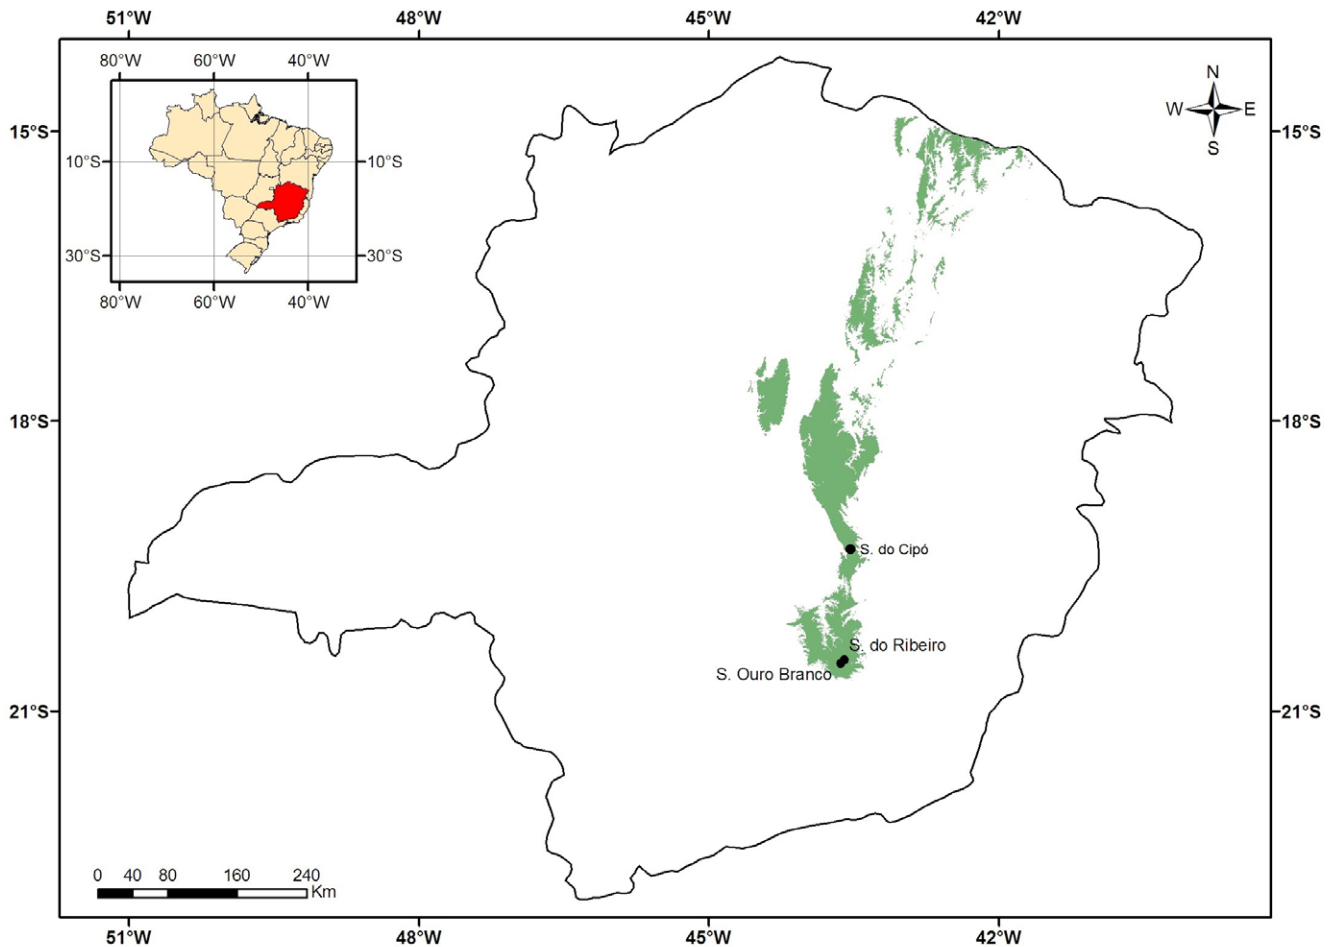 51°W 48°W 45°W 42°W
80°W 60°W 40°W
N
W E
S
15°S 15°S
10°S 10°S
30°S 30°S
80°W 60°W 40°W
18°S 18°S
S. do Cipó
S. do Ribeiro
S. Ouro Branco
21°S 21°S
0 40 80 160 240
Km
51°W 48°W 45°W 42°W